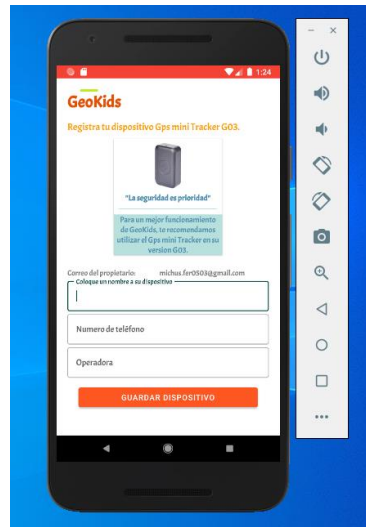 1:24
GeoKids
Registra tu dispositivo Gps mini Tracker G03.
"La seguridad es prioridad"
Para un mejor funcionamiento
de GeoKids, te recomendamos
utilizar el Gps mini Tracker en su
version G03.
Correo del propietario: michus.fer0503@gmail.com
Coloque un nombre a su dispositivo
Numero de teléfono
Operadora
GUARDAR DISPOSITIVO